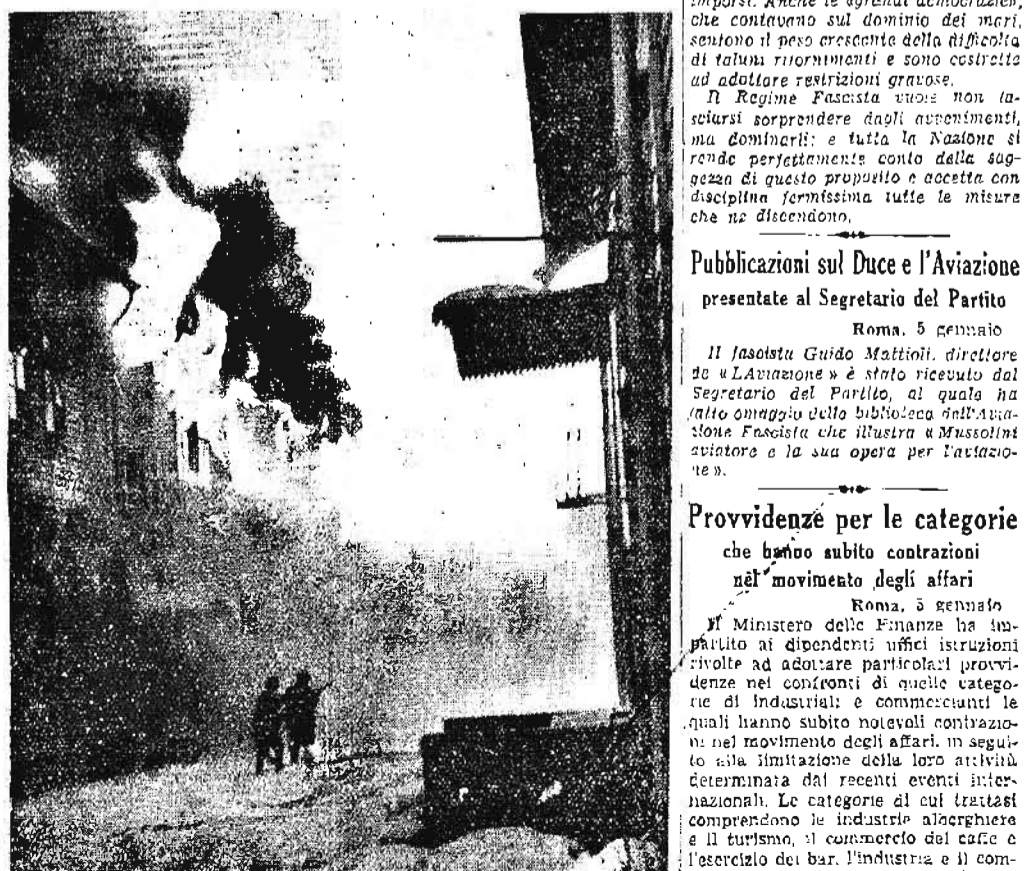 imporsi. Anche le «grandi democrazie»,
che contavano sul dominio dei mari,
sentono il peso crescente della difficoltà
di taluni rifornimenti e sono costrette
ad adottare restrizioni gravose.
Il Regime Fascista vuole non la-
sciarsi sorprendere dagli avvenimenti,
ma dominarli; e tutta la Nazione si
rende perfettamente conto della sag-
gezza di questo proposito e accetta con
disciplina fermissima tutte le misure
che ne discendono.
Pubblicazioni sul Duce e l'Aviazione
presentate al Segretario del Partito
Roma, 5 gennaio
Il fascista Guido Mattioli, direttore
de «L'Aviazione» è stato ricevuto dal
Segretario del Partito, al quale ha
fatto omaggio della biblioteca dell'Avia-
zione Fascista che illustra «Mussolini
aviatore e la sua opera per l'aviazio-
ne».
Provvidenze per le categorie
che hanno subito contrazioni
nel movimento degli affari
Roma, 5 gennaio
Il Ministero delle Finanze ha im-
partito ai dipendenti uffici istruzioni
rivolte ad adottare particolari provvi-
denze nei confronti di quelle catego-
rie di industriali e commercianti le
quali hanno subito notevoli contrazio-
ni nel movimento degli affari, in segui-
to alla limitazione della loro attività
determinata dai recenti eventi inter-
nazionali. Le categorie di cui trattasi
comprendono le industrie alberghiere
e il turismo, il commercio del caffè e
l'esercizio dei bar, l'industria e il com-